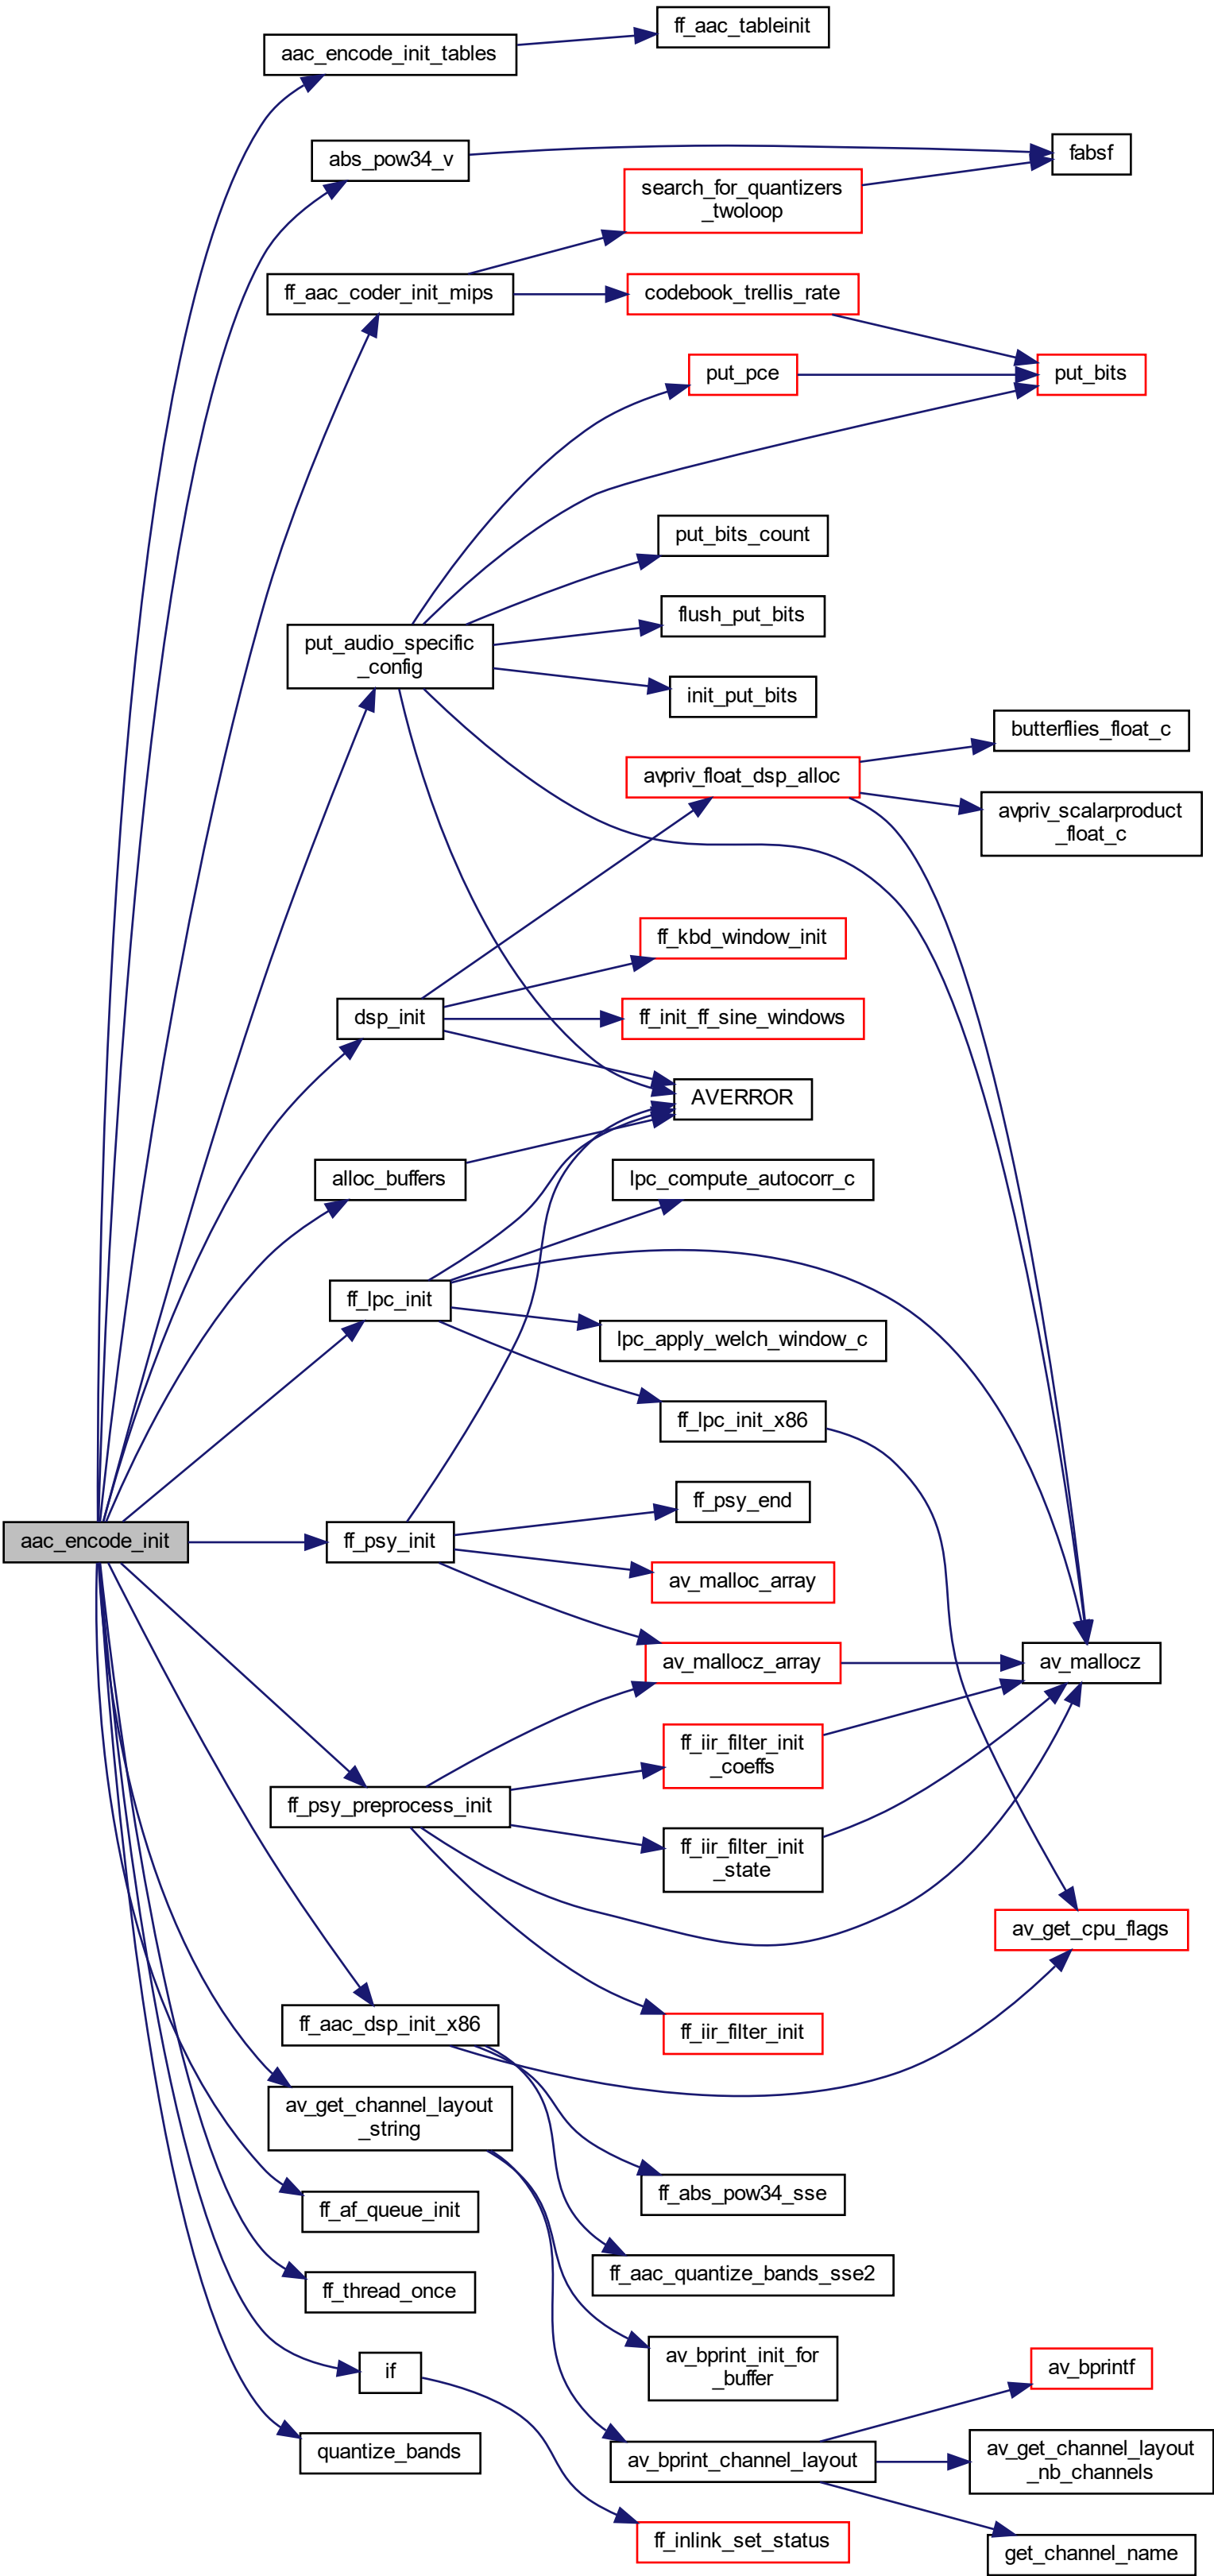 ff_aac_tableinit
aac_encode_init_tables
abs_pow34_v
fabsf
search_for_quantizers
_twoloop
ff_aac_coder_init_mips
codebook_trellis_rate
put_pce
put_bits
put_bits_count
flush_put_bits
put_audio_specific
_config
init_put_bits
butterflies_float_c
avpriv_float_dsp_alloc
avpriv_scalarproduct
_float_c
ff_kbd_window_init
dsp_init
ff_init_ff_sine_windows
AVERROR
alloc_buffers
lpc_compute_autocorr_c
ff_lpc_init
lpc_apply_welch_window_c
ff_lpc_init_x86
ff_psy_end
aac_encode_init
ff_psy_init
av_malloc_array
av_mallocz_array
av_mallocz
ff_iir_filter_init
_coeffs
ff_psy_preprocess_init
ff_iir_filter_init
_state
av_get_cpu_flags
ff_aac_dsp_init_x86
ff_iir_filter_init
av_get_channel_layout
_string
ff_abs_pow34_sse
ff_af_queue_init
ff_aac_quantize_bands_sse2
ff_thread_once
av_bprint_init_for
_buffer
if
av_bprintf
quantize_bands
av_bprint_channel_layout
av_get_channel_layout
_nb_channels
ff_inlink_set_status
get_channel_name